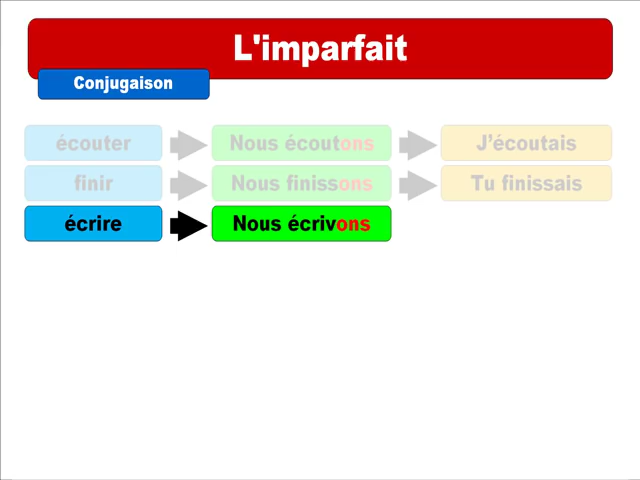 L'imparfait
Conjugaison
écouter Nous écoutons J'écoutais
finir Nous finissons Tu finissais
écrire Nous écrivons